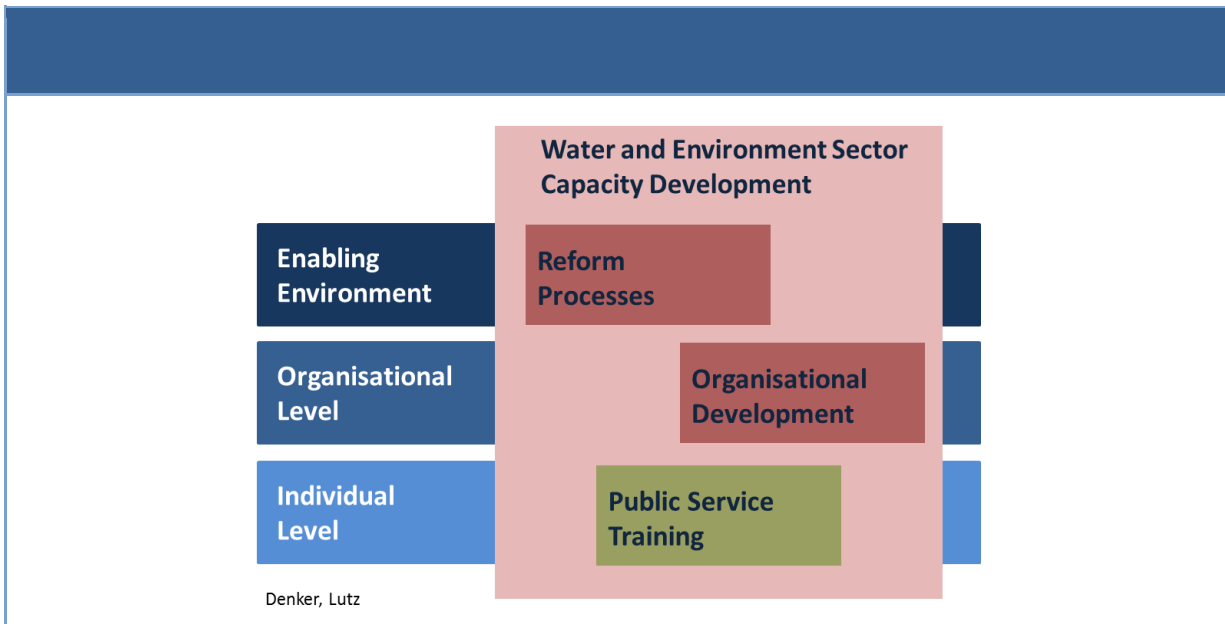 Water and Environment Sector
Capacity Development
Enabling
Environment
Reform
Processes
Organisational
Level
Organisational
Development
Individual
Level
Public Service
Training
Denker, Lutz